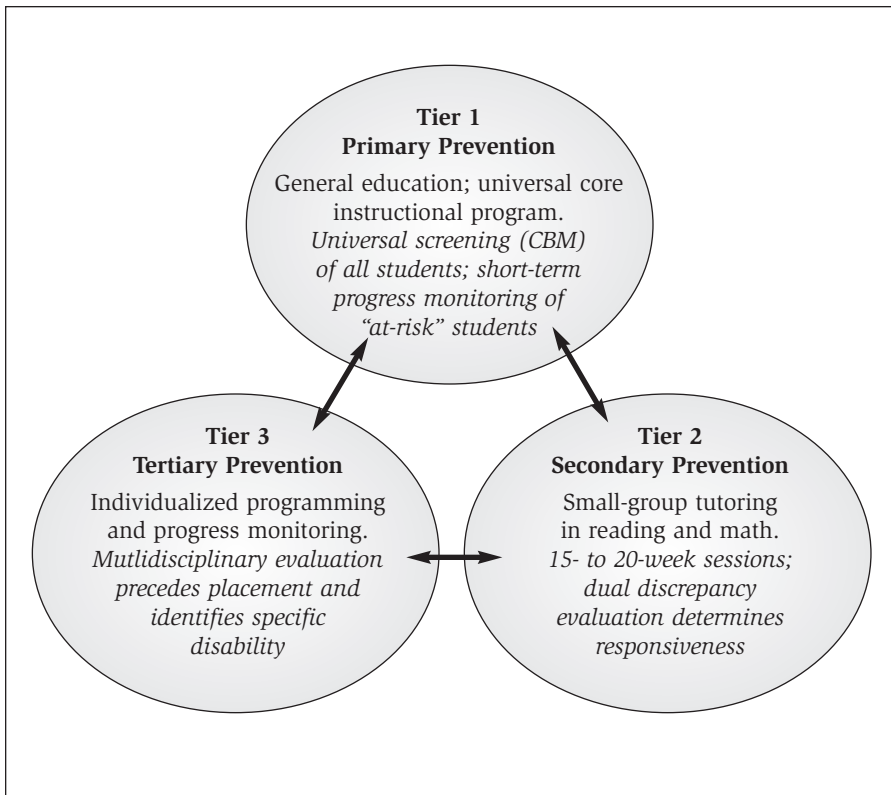 Tier 1
Primary Prevention
General education; universal core
instructional program.
Universal screening (CBM)
of all students; short-term
progress monitoring of
“at-risk” students
Tier 3
Tertiary Prevention
Individualized programming
and progress monitoring.
Mutlidisciplinary evaluation
precedes placement and
identifies specific
disability
Tier 2
Secondary Prevention
Small-group tutoring
in reading and math.
15- to 20-week sessions;
dual discrepancy
evaluation determines
responsiveness